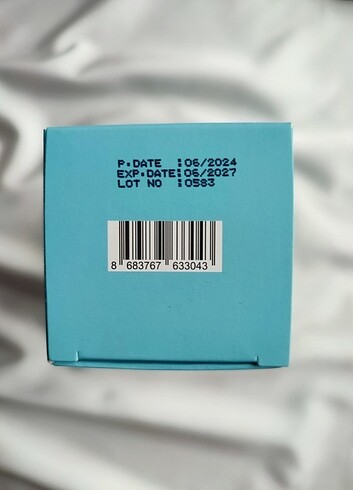 P.DATE :06/2024
EXP.DATE:06/2027
LOT NO :0583
8 683767 633043